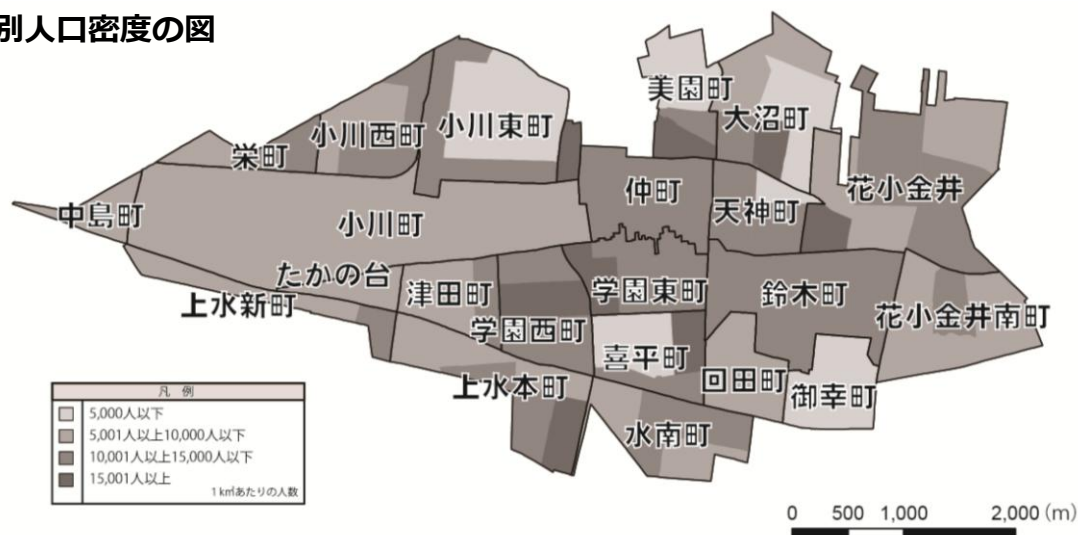 別人口密度の図
美園町
大沼町
小川西町
小川東町
栄町
仲町
花小金井
中島町
小川町
天神町
たかの台
津田町
学園東町
鈴木町
上水新町
学園西町
花小金井南町
喜平町
上水本町
回田町
御幸町
水南町
凡 例
5,000人以下
5,001人以上10,000人以下
10,001人以上15,000人以下
15,001人以上
1㎢あたりの人数
0 500 1,000 2,000 (m)